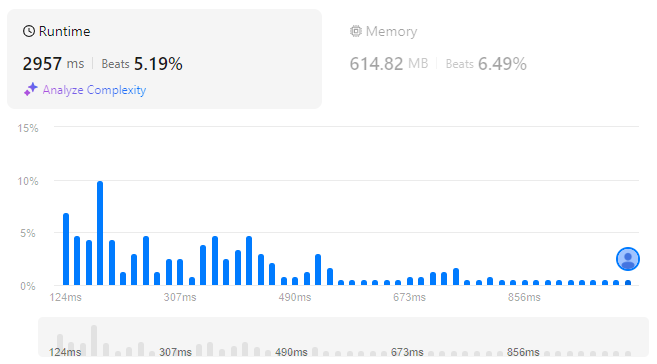 Runtime
Memory
2957 ms | Beats 5.19%
614.82 MB | Beats 6.49%
Analyze Complexity
15%
10%
5%
0%
124ms 307ms 490ms 673ms 856ms
124ms 307ms 490ms 673ms 856ms